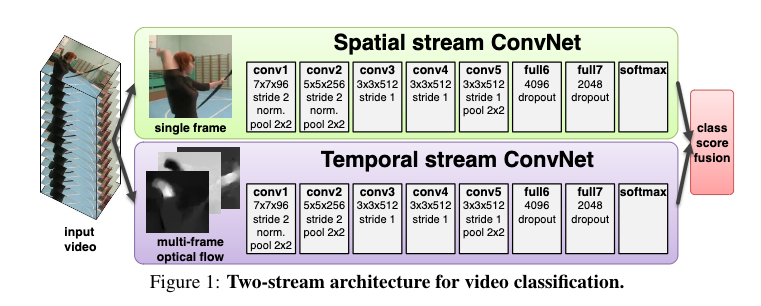 Spatial stream ConvNet
single frame
conv1
7x7x96
stride 2
norm.
pool 2x2
conv2
5x5x256
stride 2
norm.
pool 2x2
conv3
3x3x512
stride 1
conv4
3x3x512
stride 1
conv5
3x3x512
stride 1
pool 2x2
full6
4096
dropout
full7
2048
dropout
softmax
input
video
Temporal stream ConvNet
multi-frame
optical flow
conv1
7x7x96
stride 2
norm.
pool 2x2
conv2
5x5x256
stride 2
pool 2x2
conv3
3x3x512
stride 1
conv4
3x3x512
stride 1
conv5
3x3x512
stride 1
pool 2x2
full6
4096
dropout
full7
2048
dropout
softmax
class
score
fusion
Figure 1: Two-stream architecture for video classification.